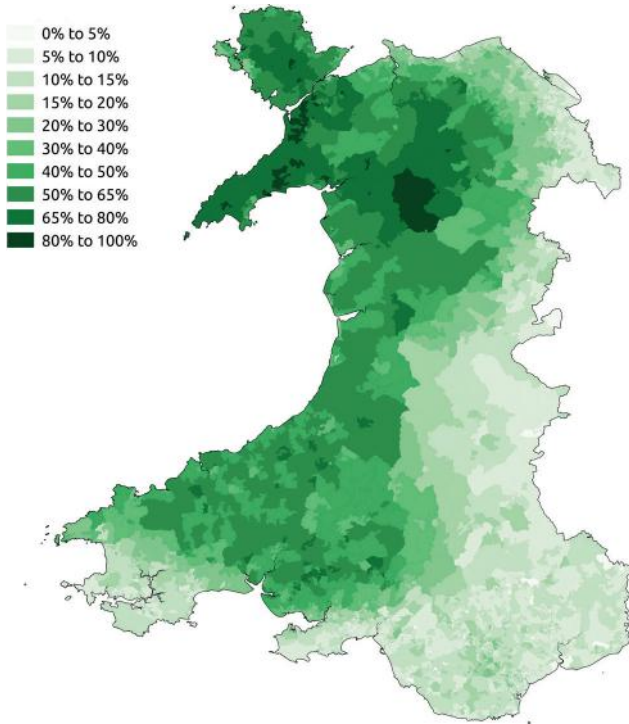 0% to 5%
5% to 10%
10% to 15%
15% to 20%
20% to 30%
30% to 40%
40% to 50%
50% to 65%
65% to 80%
80% to 100%